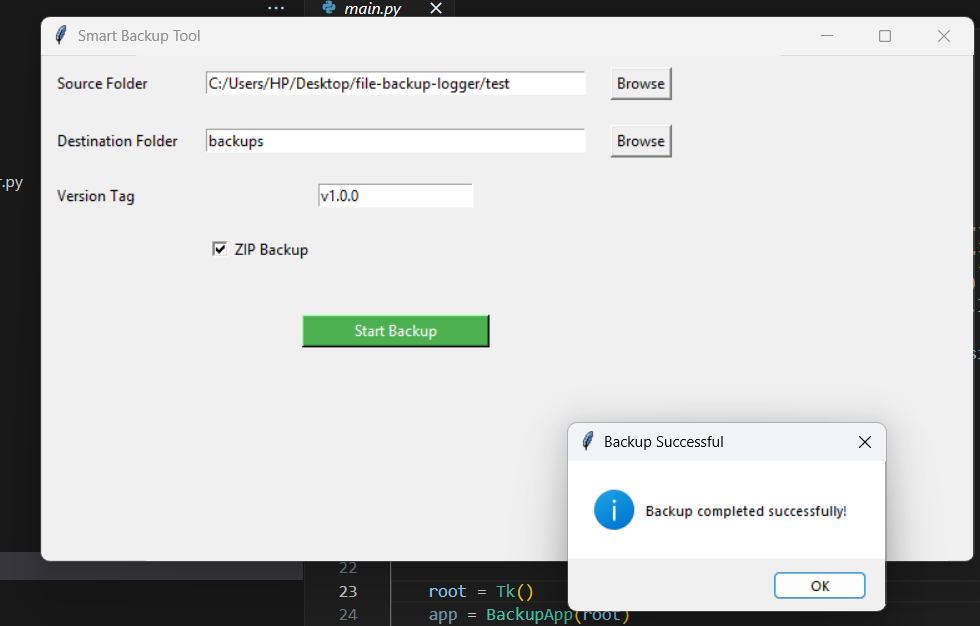 ... main.py
Smart Backup Tool
Source Folder C:/Users/HP/Desktop/file-backup-logger/test Browse
Destination Folder backups Browse
r.py
Version Tag v1.0.0
ZIP Backup
Start Backup
Backup Successful
Backup completed successfully!
OK
22
23 root = Tk()
24 app = BackupApp(root)